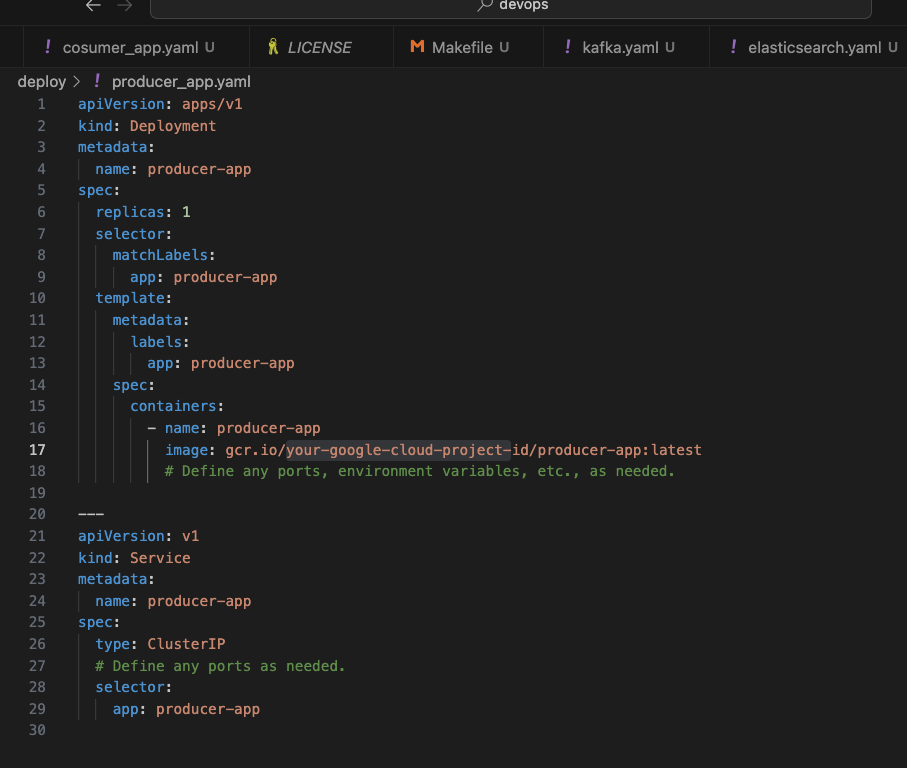 devops
! cosumer_app.yaml U
LICENSE
Makefile U
! kafka.yaml U
! elasticsearch.yaml U
deploy > ! producer_app.yaml
1 apiVersion: apps/v1
2 kind: Deployment
3 metadata:
4   name: producer-app
5 spec:
6   replicas: 1
7   selector:
8     matchLabels:
9       app: producer-app
10   template:
11     metadata:
12       labels:
13         app: producer-app
14     spec:
15       containers:
16         - name: producer-app
17           image: gcr.io/your-google-cloud-project-id/producer-app:latest
18           # Define any ports, environment variables, etc., as needed.
19
20 ---
21 apiVersion: v1
22 kind: Service
23 metadata:
24   name: producer-app
25 spec:
26   type: ClusterIP
27   # Define any ports as needed.
28   selector:
29     app: producer-app
30